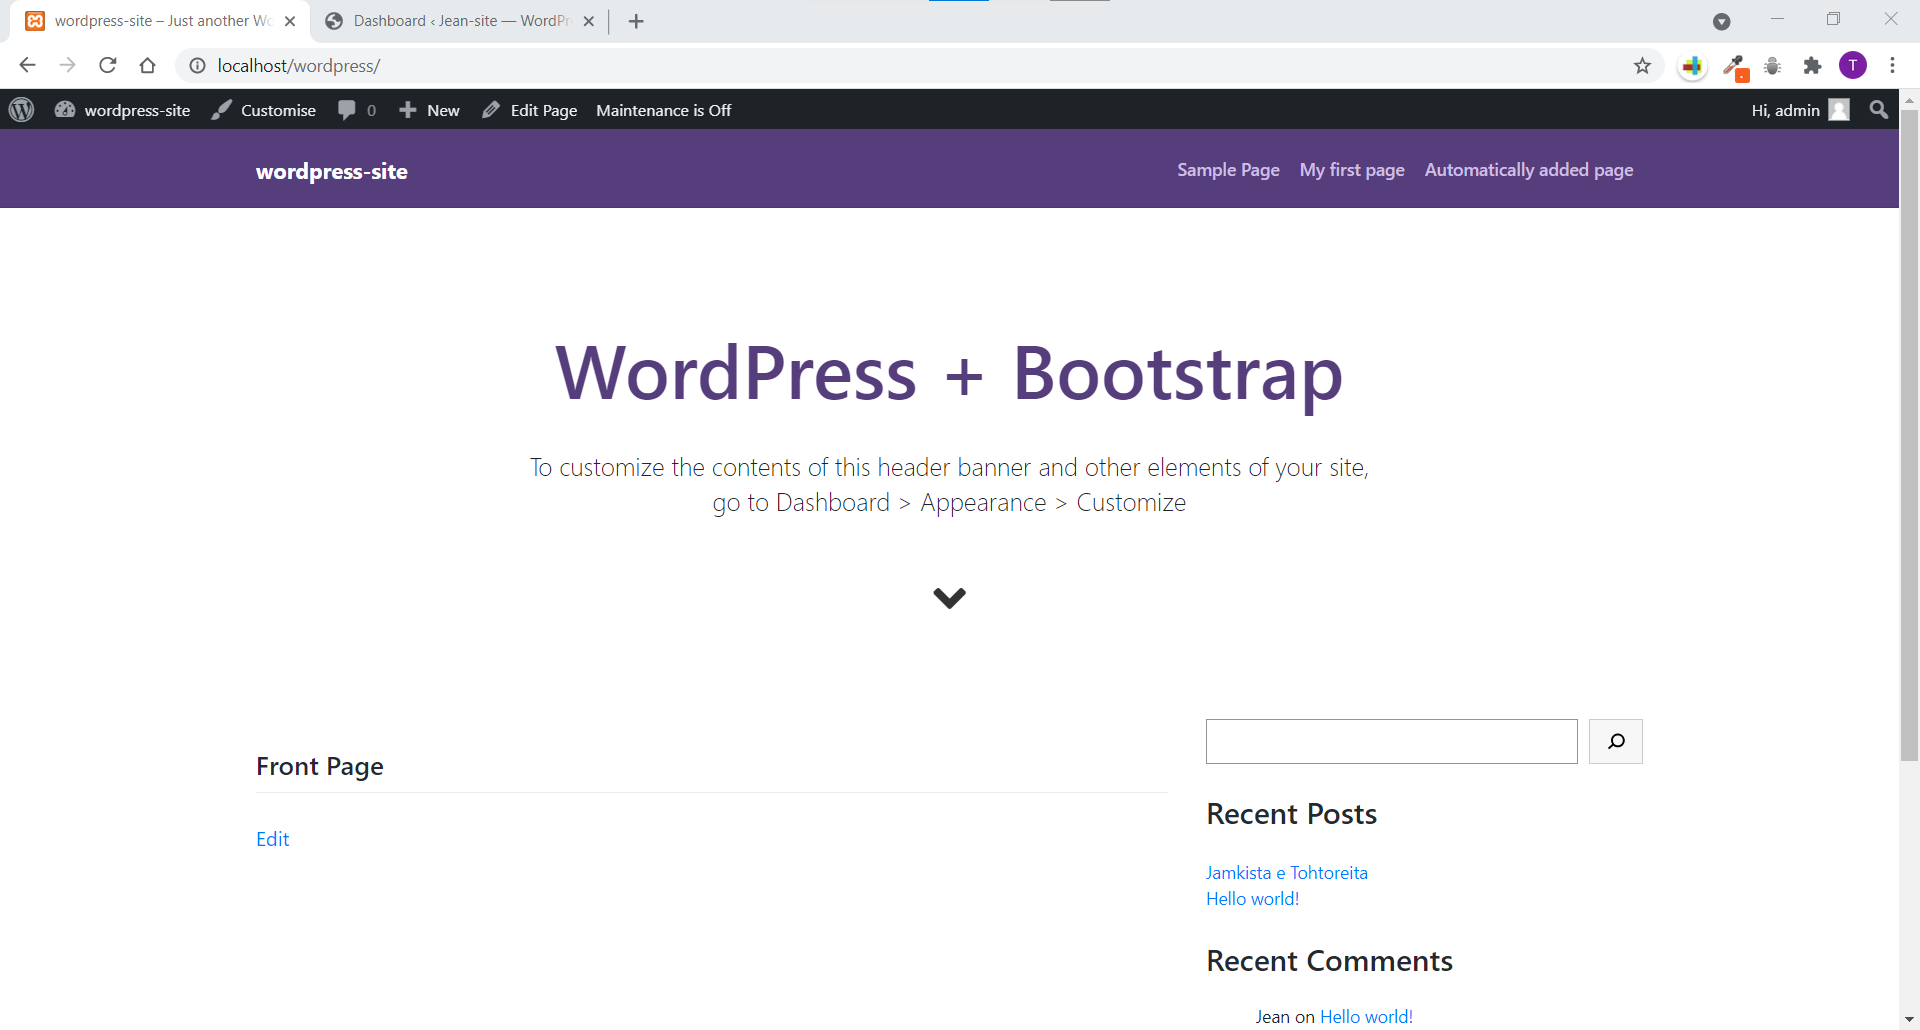 wordpress-site – Just another Wo
Dashboard ‹ Jean-site — WordPr
localhost/wordpress/
T
wordpress-site
Customise
0
New
Edit Page
Maintenance is Off
Hi, admin
wordpress-site
Sample Page
My first page
Automatically added page
WordPress + Bootstrap
To customize the contents of this header banner and other elements of your site,
go to Dashboard > Appearance > Customize
Front Page
Edit
Recent Posts
Jamkista e Tohtoreita
Hello world!
Recent Comments
Jean on Hello world!